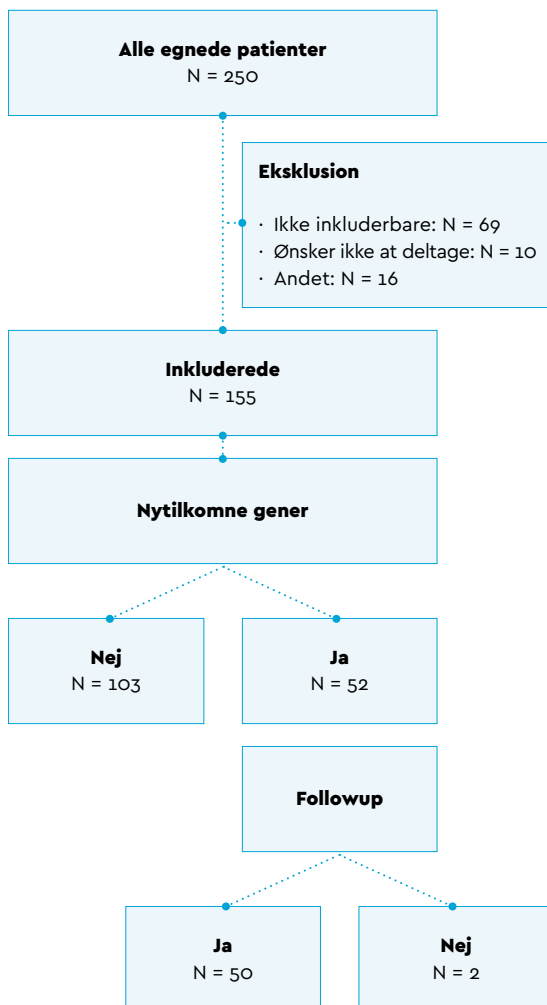 Alle egnede patienter
N = 250
Eksklusion
· Ikke inkluderbare: N = 69
· Ønsker ikke at deltage: N = 10
· Andet: N = 16
Inkluderede
N = 155
Nytilkomne gener
Nej
N = 103
Ja
N = 52
Followup
Ja
N = 50
Nej
N = 2